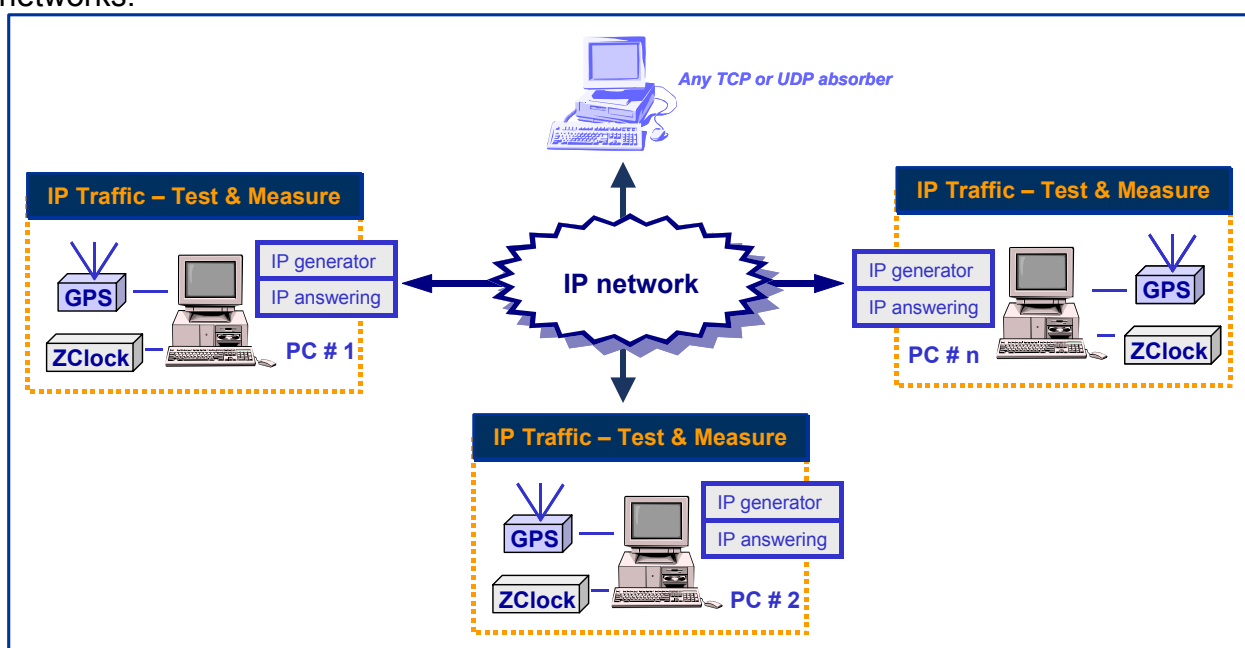 networks.
Any TCP or UDP absorber
IP Traffic – Test & Measure
GPS
ZClock
IP generator
IP answering
PC # 1
IP network
IP Traffic – Test & Measure
IP generator
IP answering
PC # n
GPS
ZClock
IP Traffic – Test & Measure
GPS
ZClock
IP generator
IP answering
PC # 2